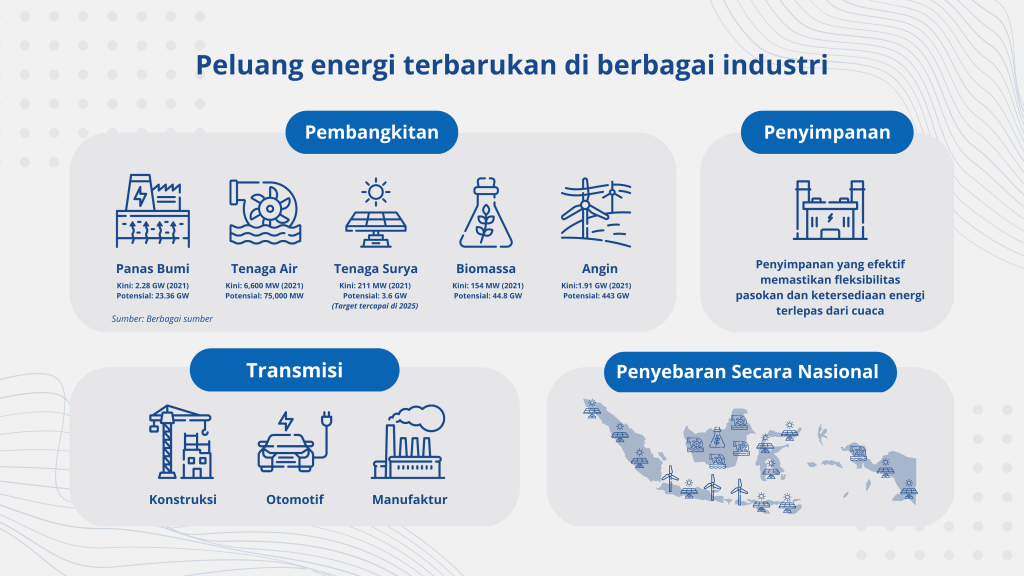 Peluang energi terbarukan di berbagai industri
Pembangkitan
Panas Bumi
Kini: 2.28 GW (2021)
Potensial: 23.36 GW
Tenaga Air
Kini: 6,600 MW (2021)
Potensial: 75,000 MW
Tenaga Surya
Kini: 211 MW (2021)
Potensial: 3.6 GW
(Target tercapai di 2025)
Biomassa
Kini: 154 MW (2021)
Potensial: 44.8 GW
Angin
Kini:1.91 GW (2021)
Potensial: 443 GW
Sumber: Berbagai sumber
Penyimpanan
Penyimpanan yang efektif
memastikan fleksibilitas
pasokan dan ketersediaan energi
terlepas dari cuaca
Transmisi
Konstruksi
Otomotif
Manufaktur
Penyebaran Secara Nasional